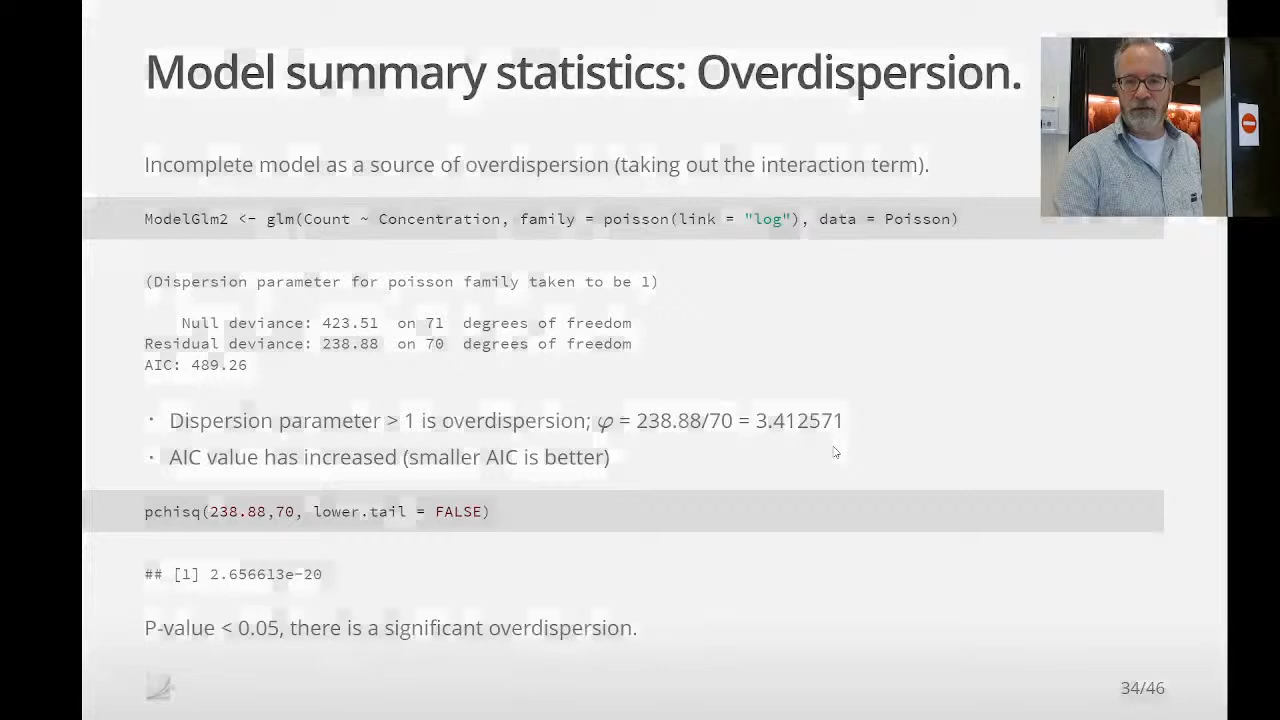 Model summary statistics: Overdispersion.
Incomplete model as a source of overdispersion (taking out the interaction term).
ModelGlm2 <- glm(Count ~ Concentration, family = poisson(link = "log"), data = Poisson)
(Dispersion parameter for poisson family taken to be 1)
Null deviance: 423.51 on 71 degrees of freedom
Residual deviance: 238.88 on 70 degrees of freedom
AIC: 489.26
· Dispersion parameter > 1 is overdispersion; φ = 238.88/70 = 3.412571
· AIC value has increased (smaller AIC is better)
pchisq(238.88,70, lower.tail = FALSE)
## [1] 2.656613e-20
P-value < 0.05, there is a significant overdispersion.
34/46